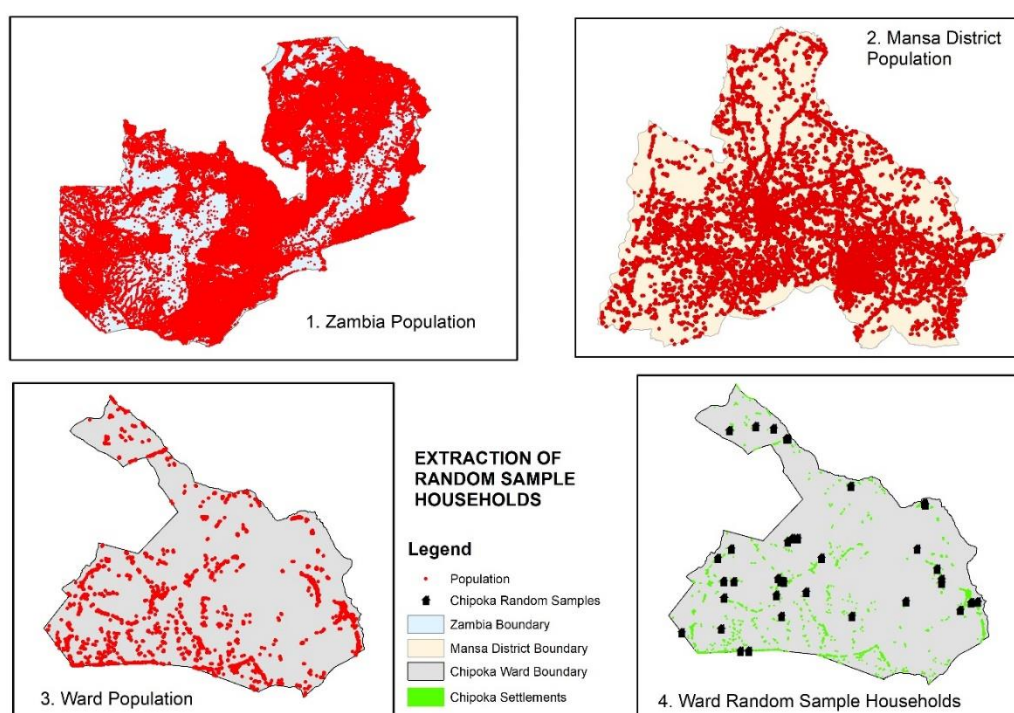 1. Zambia Population
2. Mansa District
Population
3. Ward Population
EXTRACTION OF
RANDOM SAMPLE
HOUSEHOLDS
Legend
Population
Chipoka Random Samples
Zambia Boundary
Mansa District Boundary
Chipoka Ward Boundary
Chipoka Settlements
4. Ward Random Sample Households